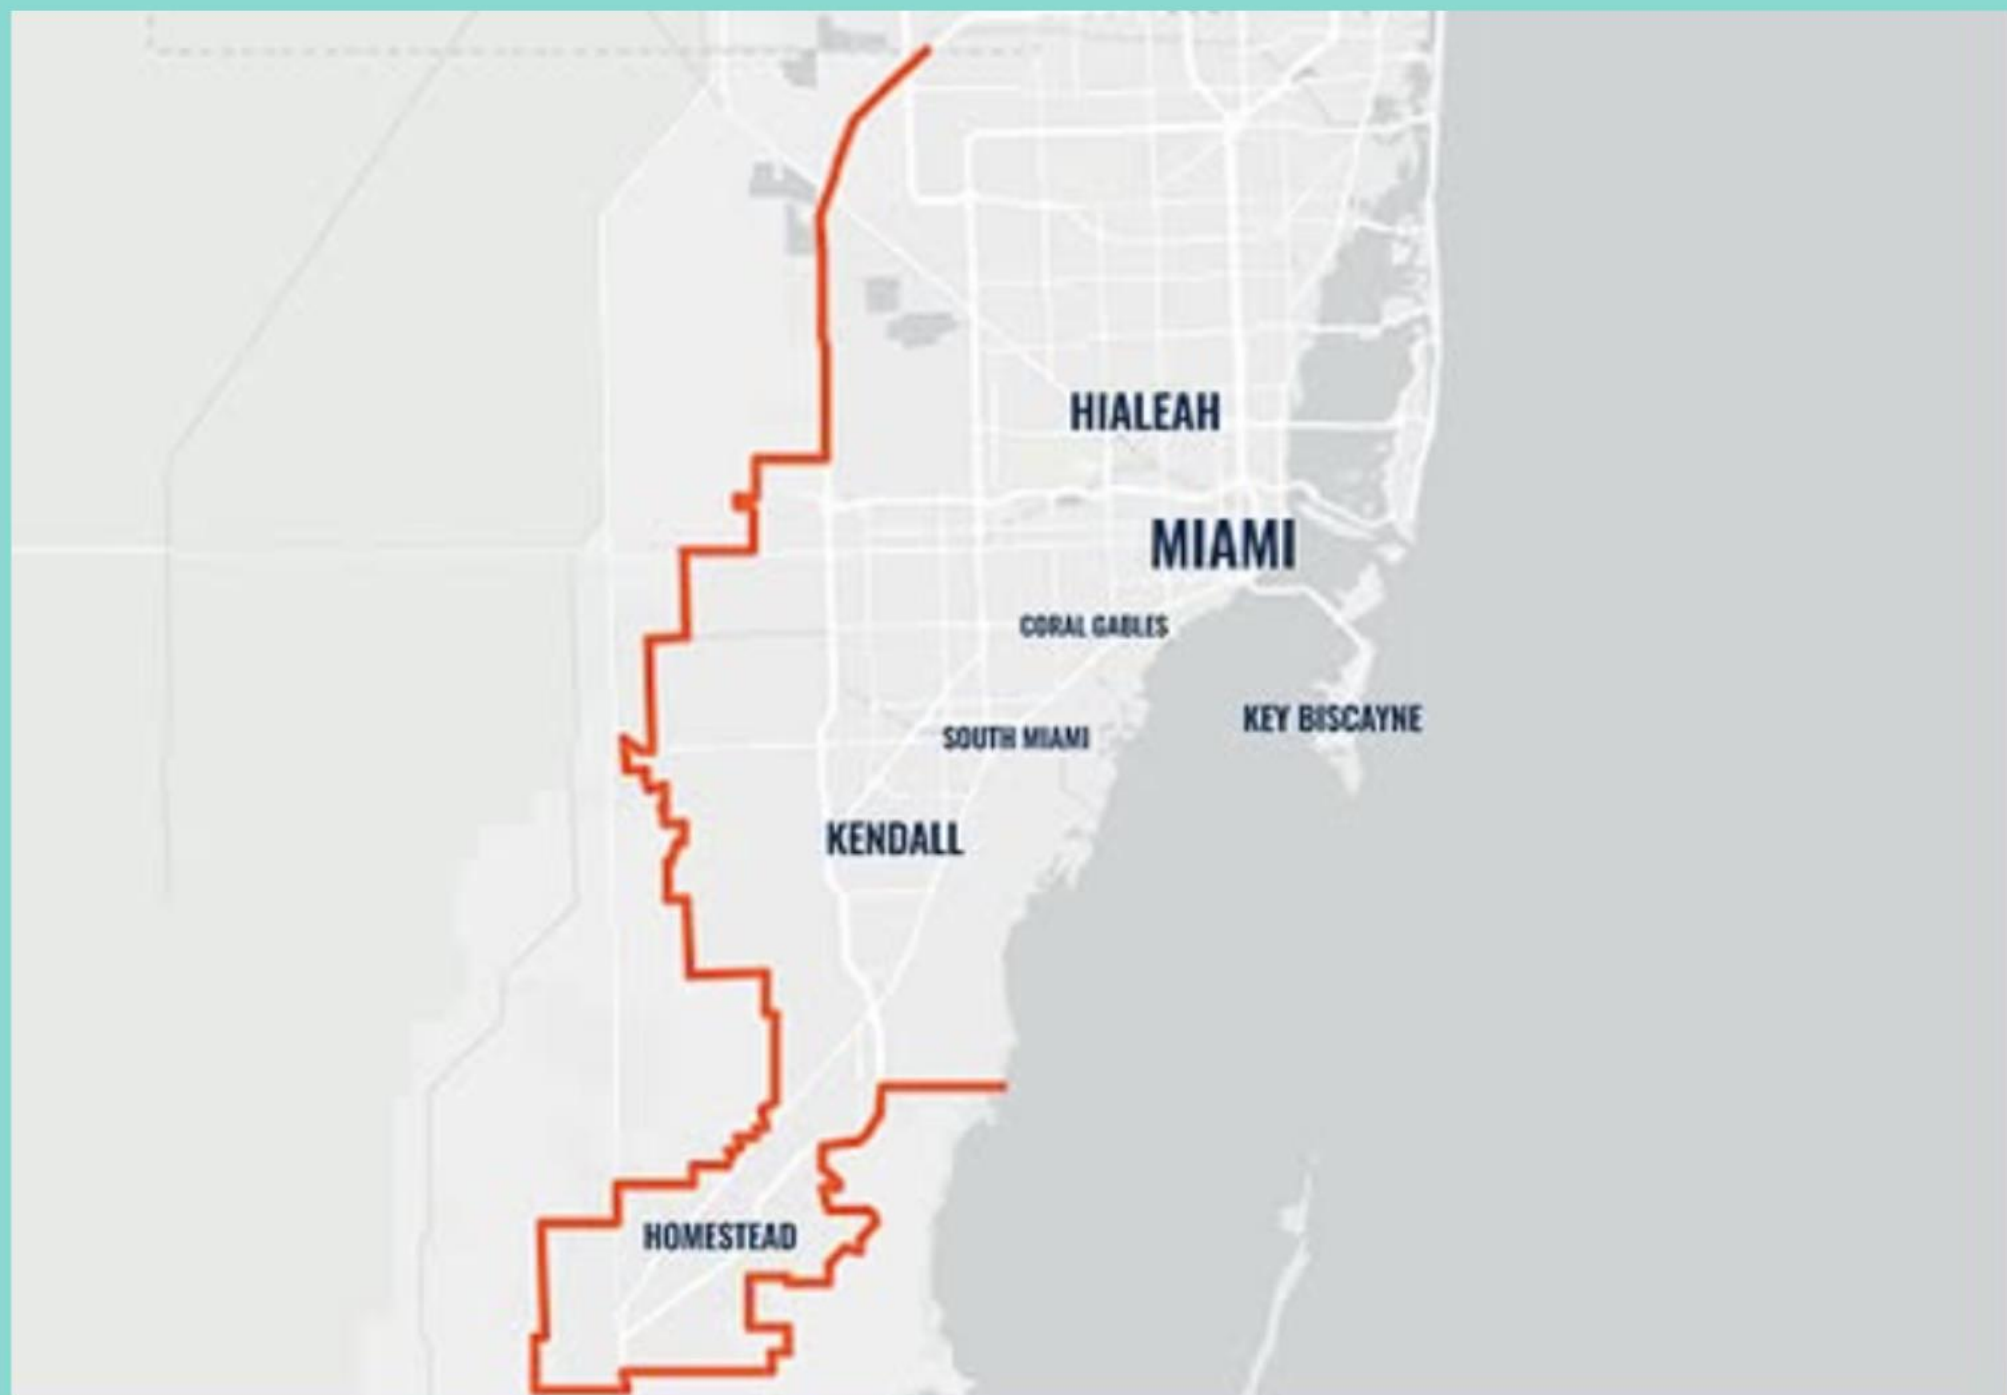 HIALEAH
MIAMI
CORAL GABLES
KEY BISCAYNE
SOUTH MIAMI
KENDALL
HOMESTEAD